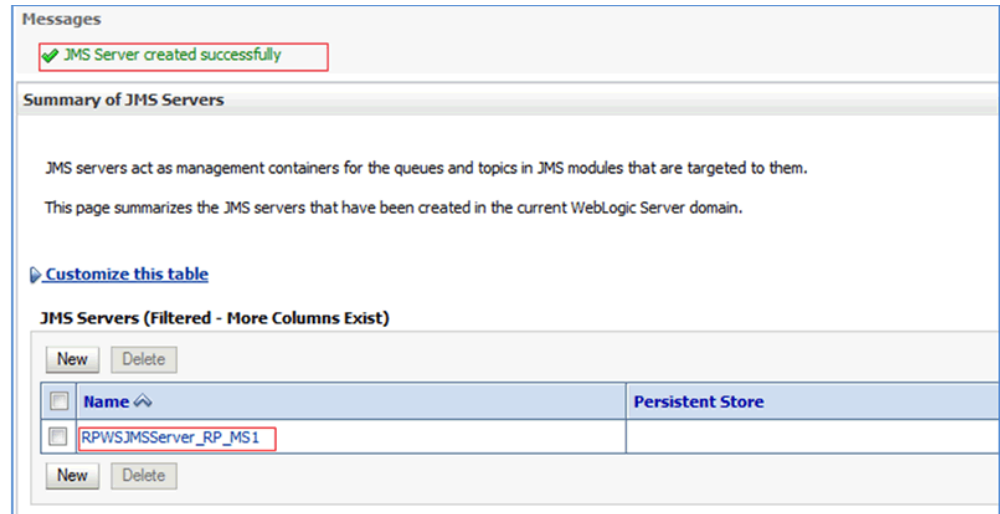 Messages
JMS Server created successfully
Summary of JMS Servers
JMS servers act as management containers for the queues and topics in JMS modules that are targeted to them.
This page summarizes the JMS servers that have been created in the current WebLogic Server domain.
Customize this table
JMS Servers (Filtered - More Columns Exist)
New Delete
Name Persistent Store
RPWSJMSServer_RP_MS1
New Delete